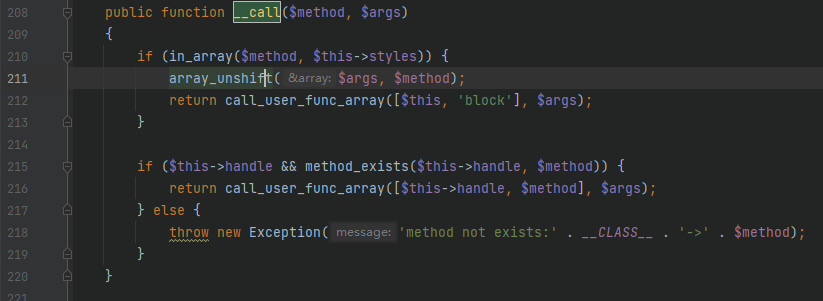 208 public function __call($method, $args)
209 {
210 if (in_array($method, $this->styles)) {
211 array_unshift( &array: $args, $method);
212 return call_user_func_array([$this, 'block'], $args);
213 }
214
215 if ($this->handle && method_exists($this->handle, $method)) {
216 return call_user_func_array([$this->handle, $method], $args);
217 } else {
218 throw new Exception( message: 'method not exists:' . __CLASS__ . '->' . $method);
219 }
220 }
221